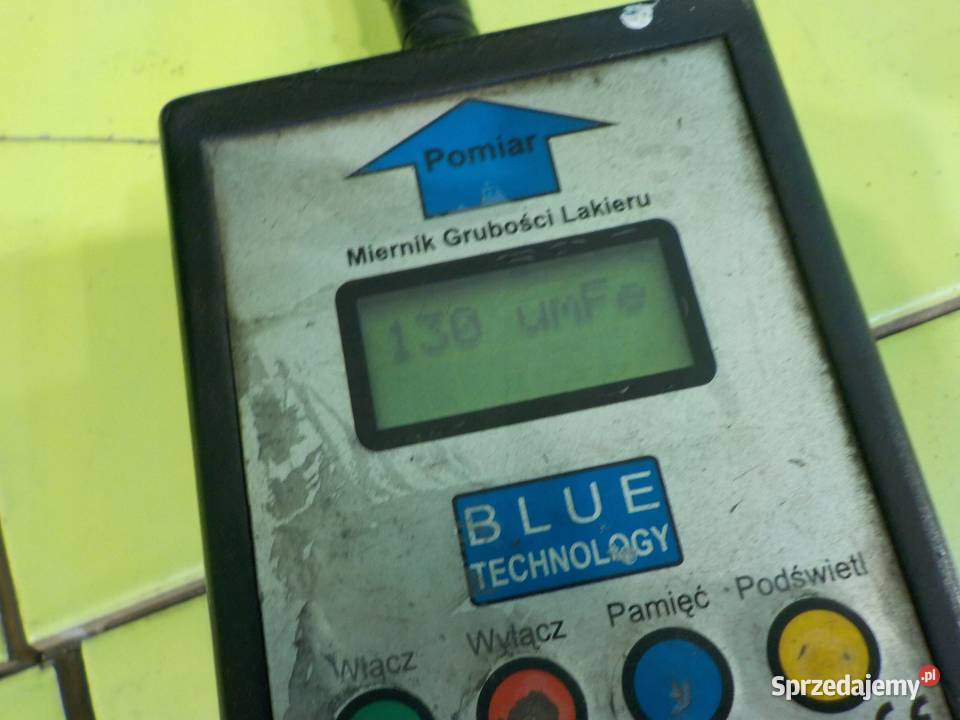 Pomiar
Miernik Grubości Lakieru
130 umFe
BLUE
TECHNOLOGY
Włącz
Wyłącz
Pamięć
Podświetl
Sprzedajemy.pl